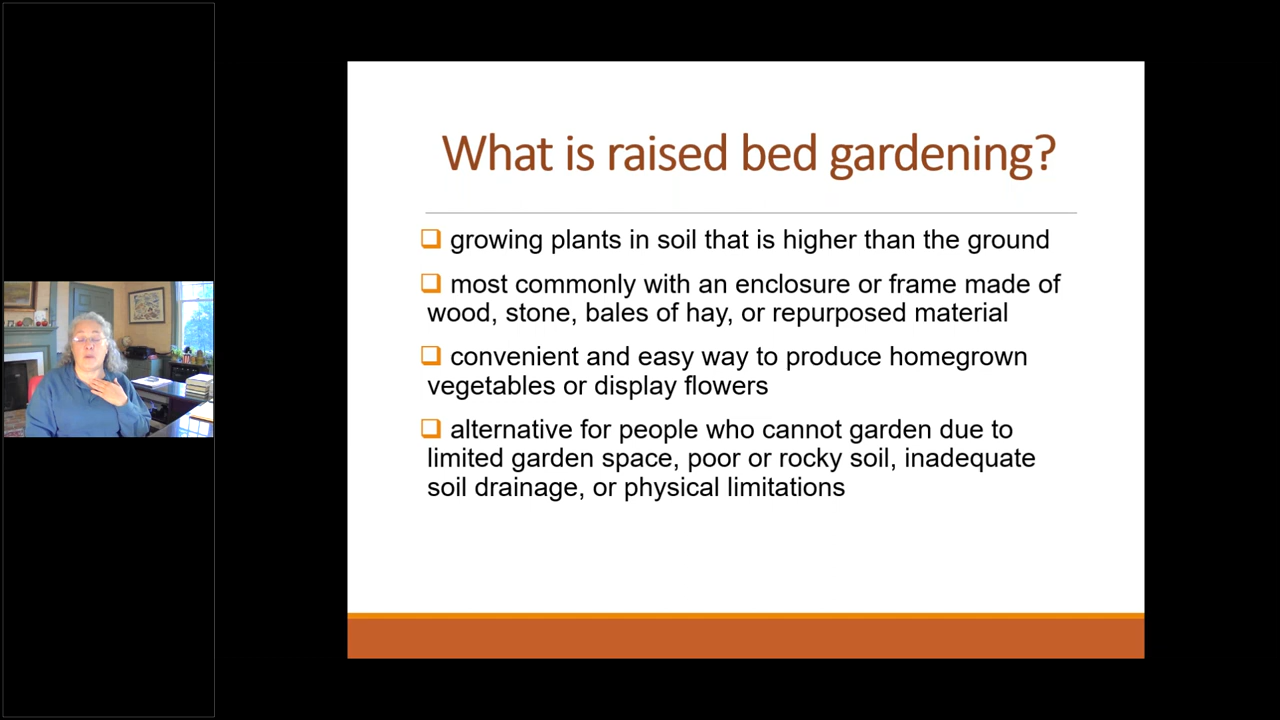 What is raised bed gardening?
growing plants in soil that is higher than the ground
most commonly with an enclosure or frame made of
wood, stone, bales of hay, or repurposed material
convenient and easy way to produce homegrown
vegetables or display flowers
alternative for people who cannot garden due to
limited garden space, poor or rocky soil, inadequate
soil drainage, or physical limitations